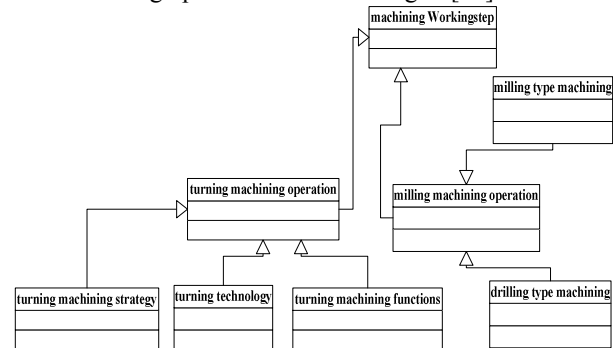 machining Workingstep
milling type machining
turning machining operation
milling machining operation
turning machining strategy
turning technology
turning machining functions
drilling type machining